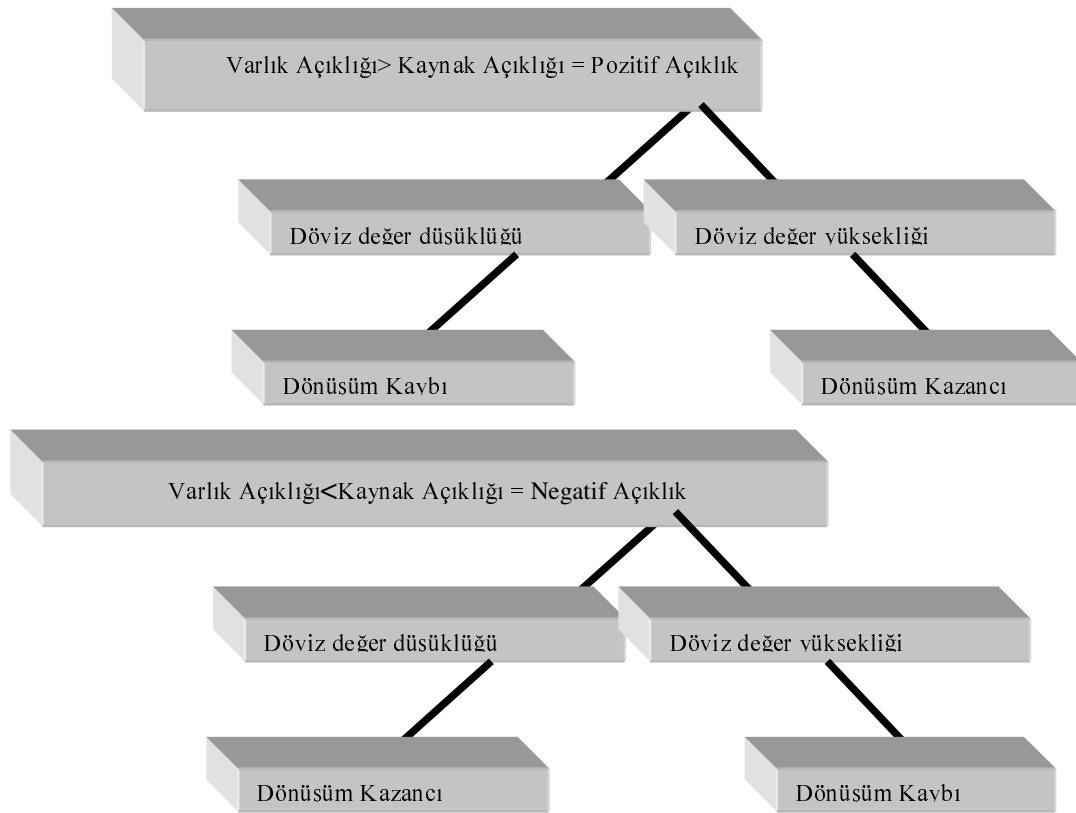 Varlık Açıklığı> Kaynak Açıklığı = Pozitif Açıklık
Döviz değer düşüklüğü
Döviz değer yüksekliği
Dönüşüm Kaybı
Dönüşüm Kazancı
Varlık Açıklığı<Kaynak Açıklığı = Negatif Açıklık
Döviz değer düşüklüğü
Döviz değer yüksekliği
Dönüşüm Kazancı
Dönüşüm Kaybı